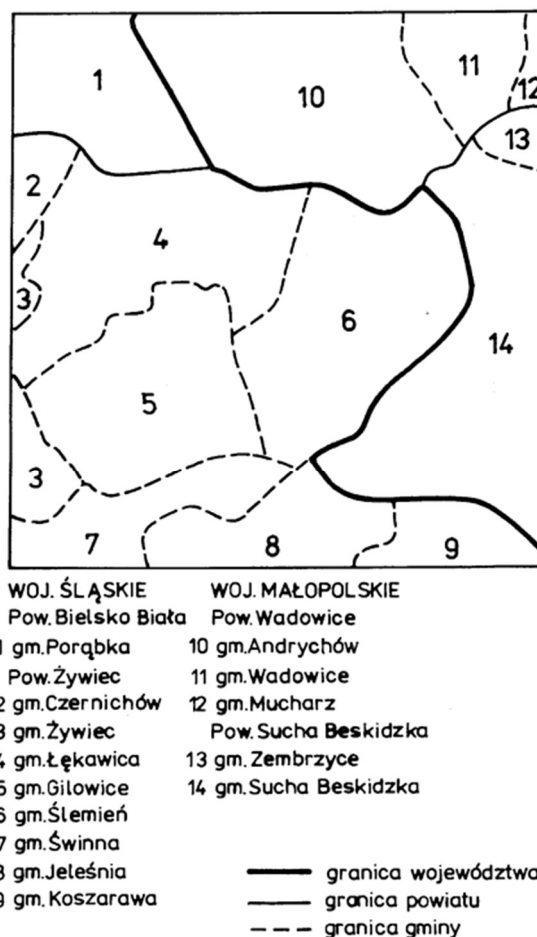 1
10
11
12
13
2
4
3
6
14
5
3
7
8
9
WOJ. ŚLĄSKIE
Pow. Bielsko Biała
1 gm. Porąbka
Pow. Żywiec
2 gm. Czernichów
3 gm. Żywiec
4 gm. Łękawica
5 gm. Gilowice
6 gm. Ślemień
7 gm. Świnna
8 gm. Jeleśnia
9 gm. Koszarawa
WOJ. MAŁOPOLSKIE
Pow. Wadowice
10 gm. Andrychów
11 gm. Wadowice
12 gm. Mucharz
Pow. Sucha Beskidzka
13 gm. Zembrzyce
14 gm. Sucha Beskidzka
granica województwa
granica powiatu
granica gminy